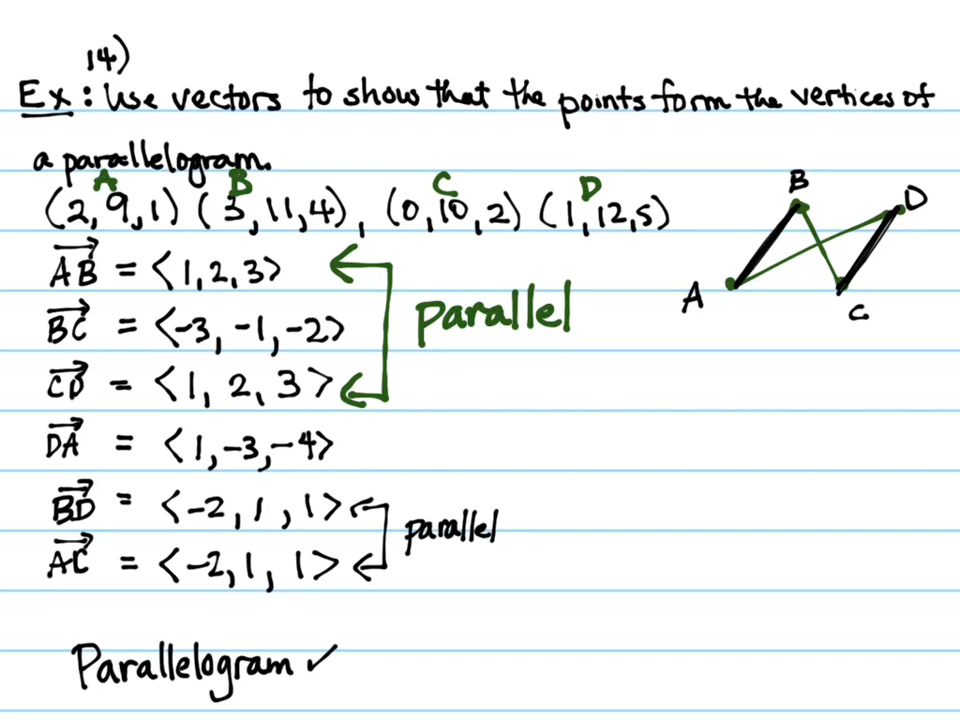 14)
Ex: Use vectors to show that the points form the vertices of
a parallelogram.
A B C D
(2,9,1) (3,11,4), (0,10,2) (1,12,5)
B D
A C
AB = <1,2,3>
BC = <-3, -1, -2>
parallel
CD = <1, 2, 3>
DA = <1,-3,-4>
BD = <-2, 1, 1>
parallel
AC = <-2, 1, 1>
Parallelogram ✓